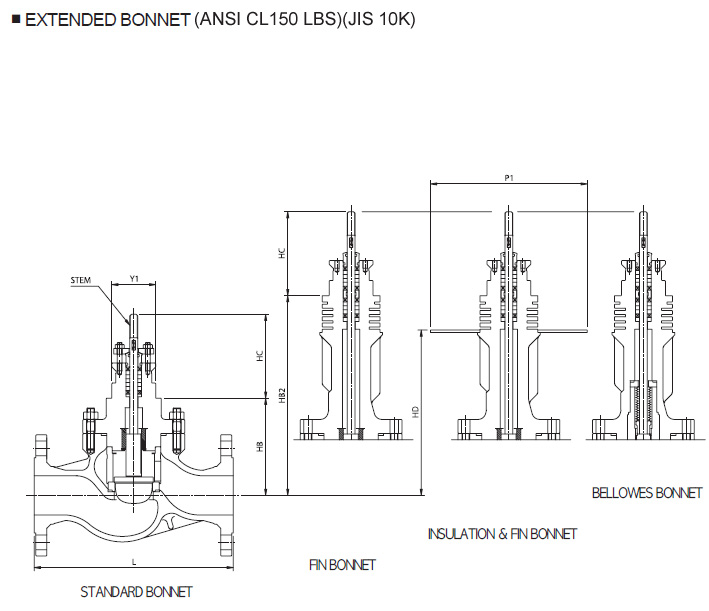 ■ EXTENDED BONNET (ANSI CL150 LBS)(JIS 10K)
P1
HC
STEM
Y1
HC
HB2
HD
HB
L
BELLOWES BONNET
INSULATION & FIN BONNET
FIN BONNET
STANDARD BONNET